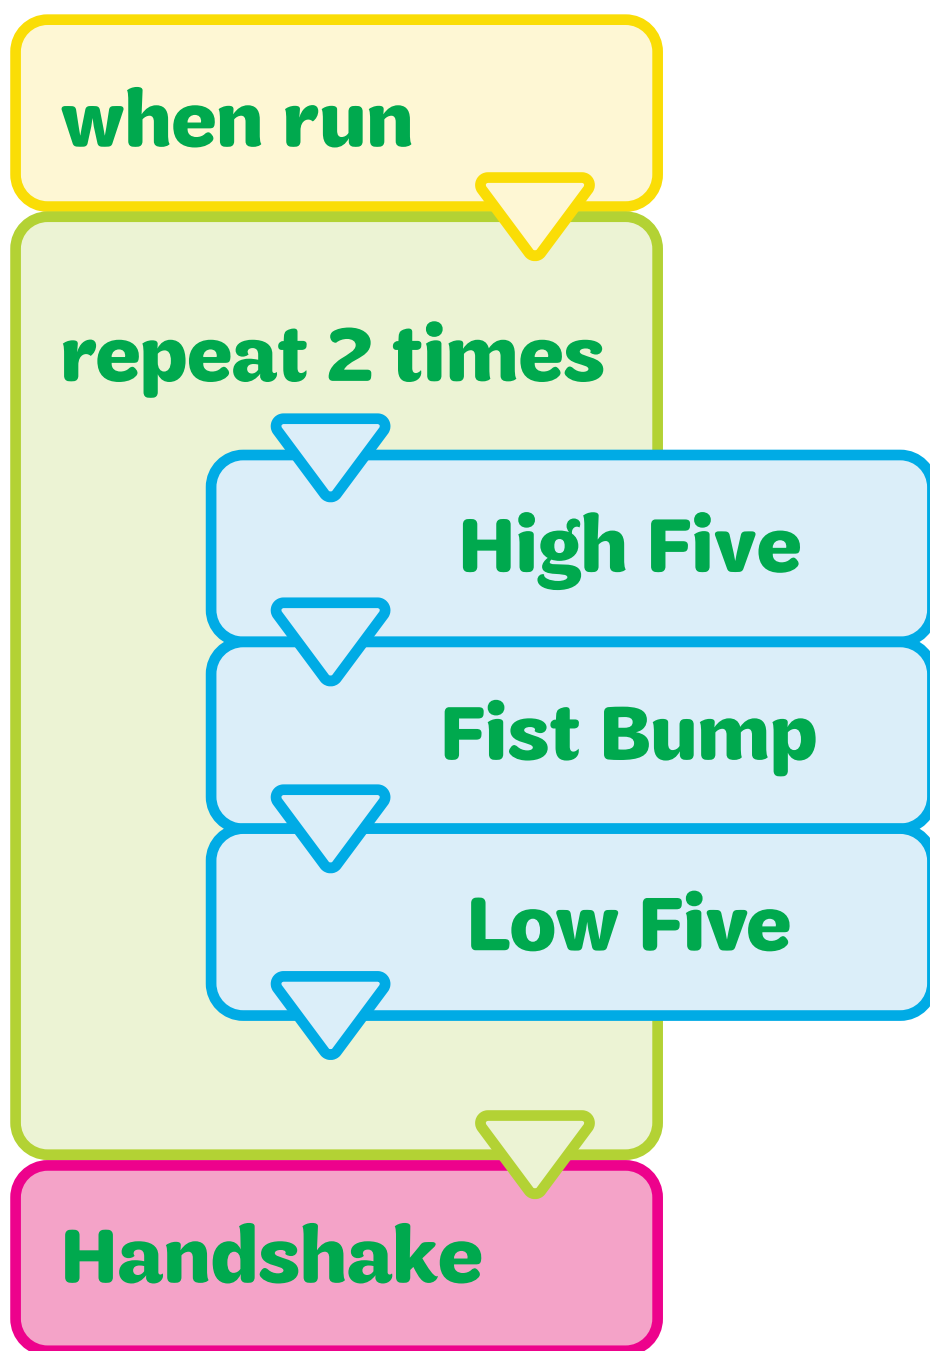 when run
repeat 2 times
High Five
Fist Bump
Low Five
Handshake